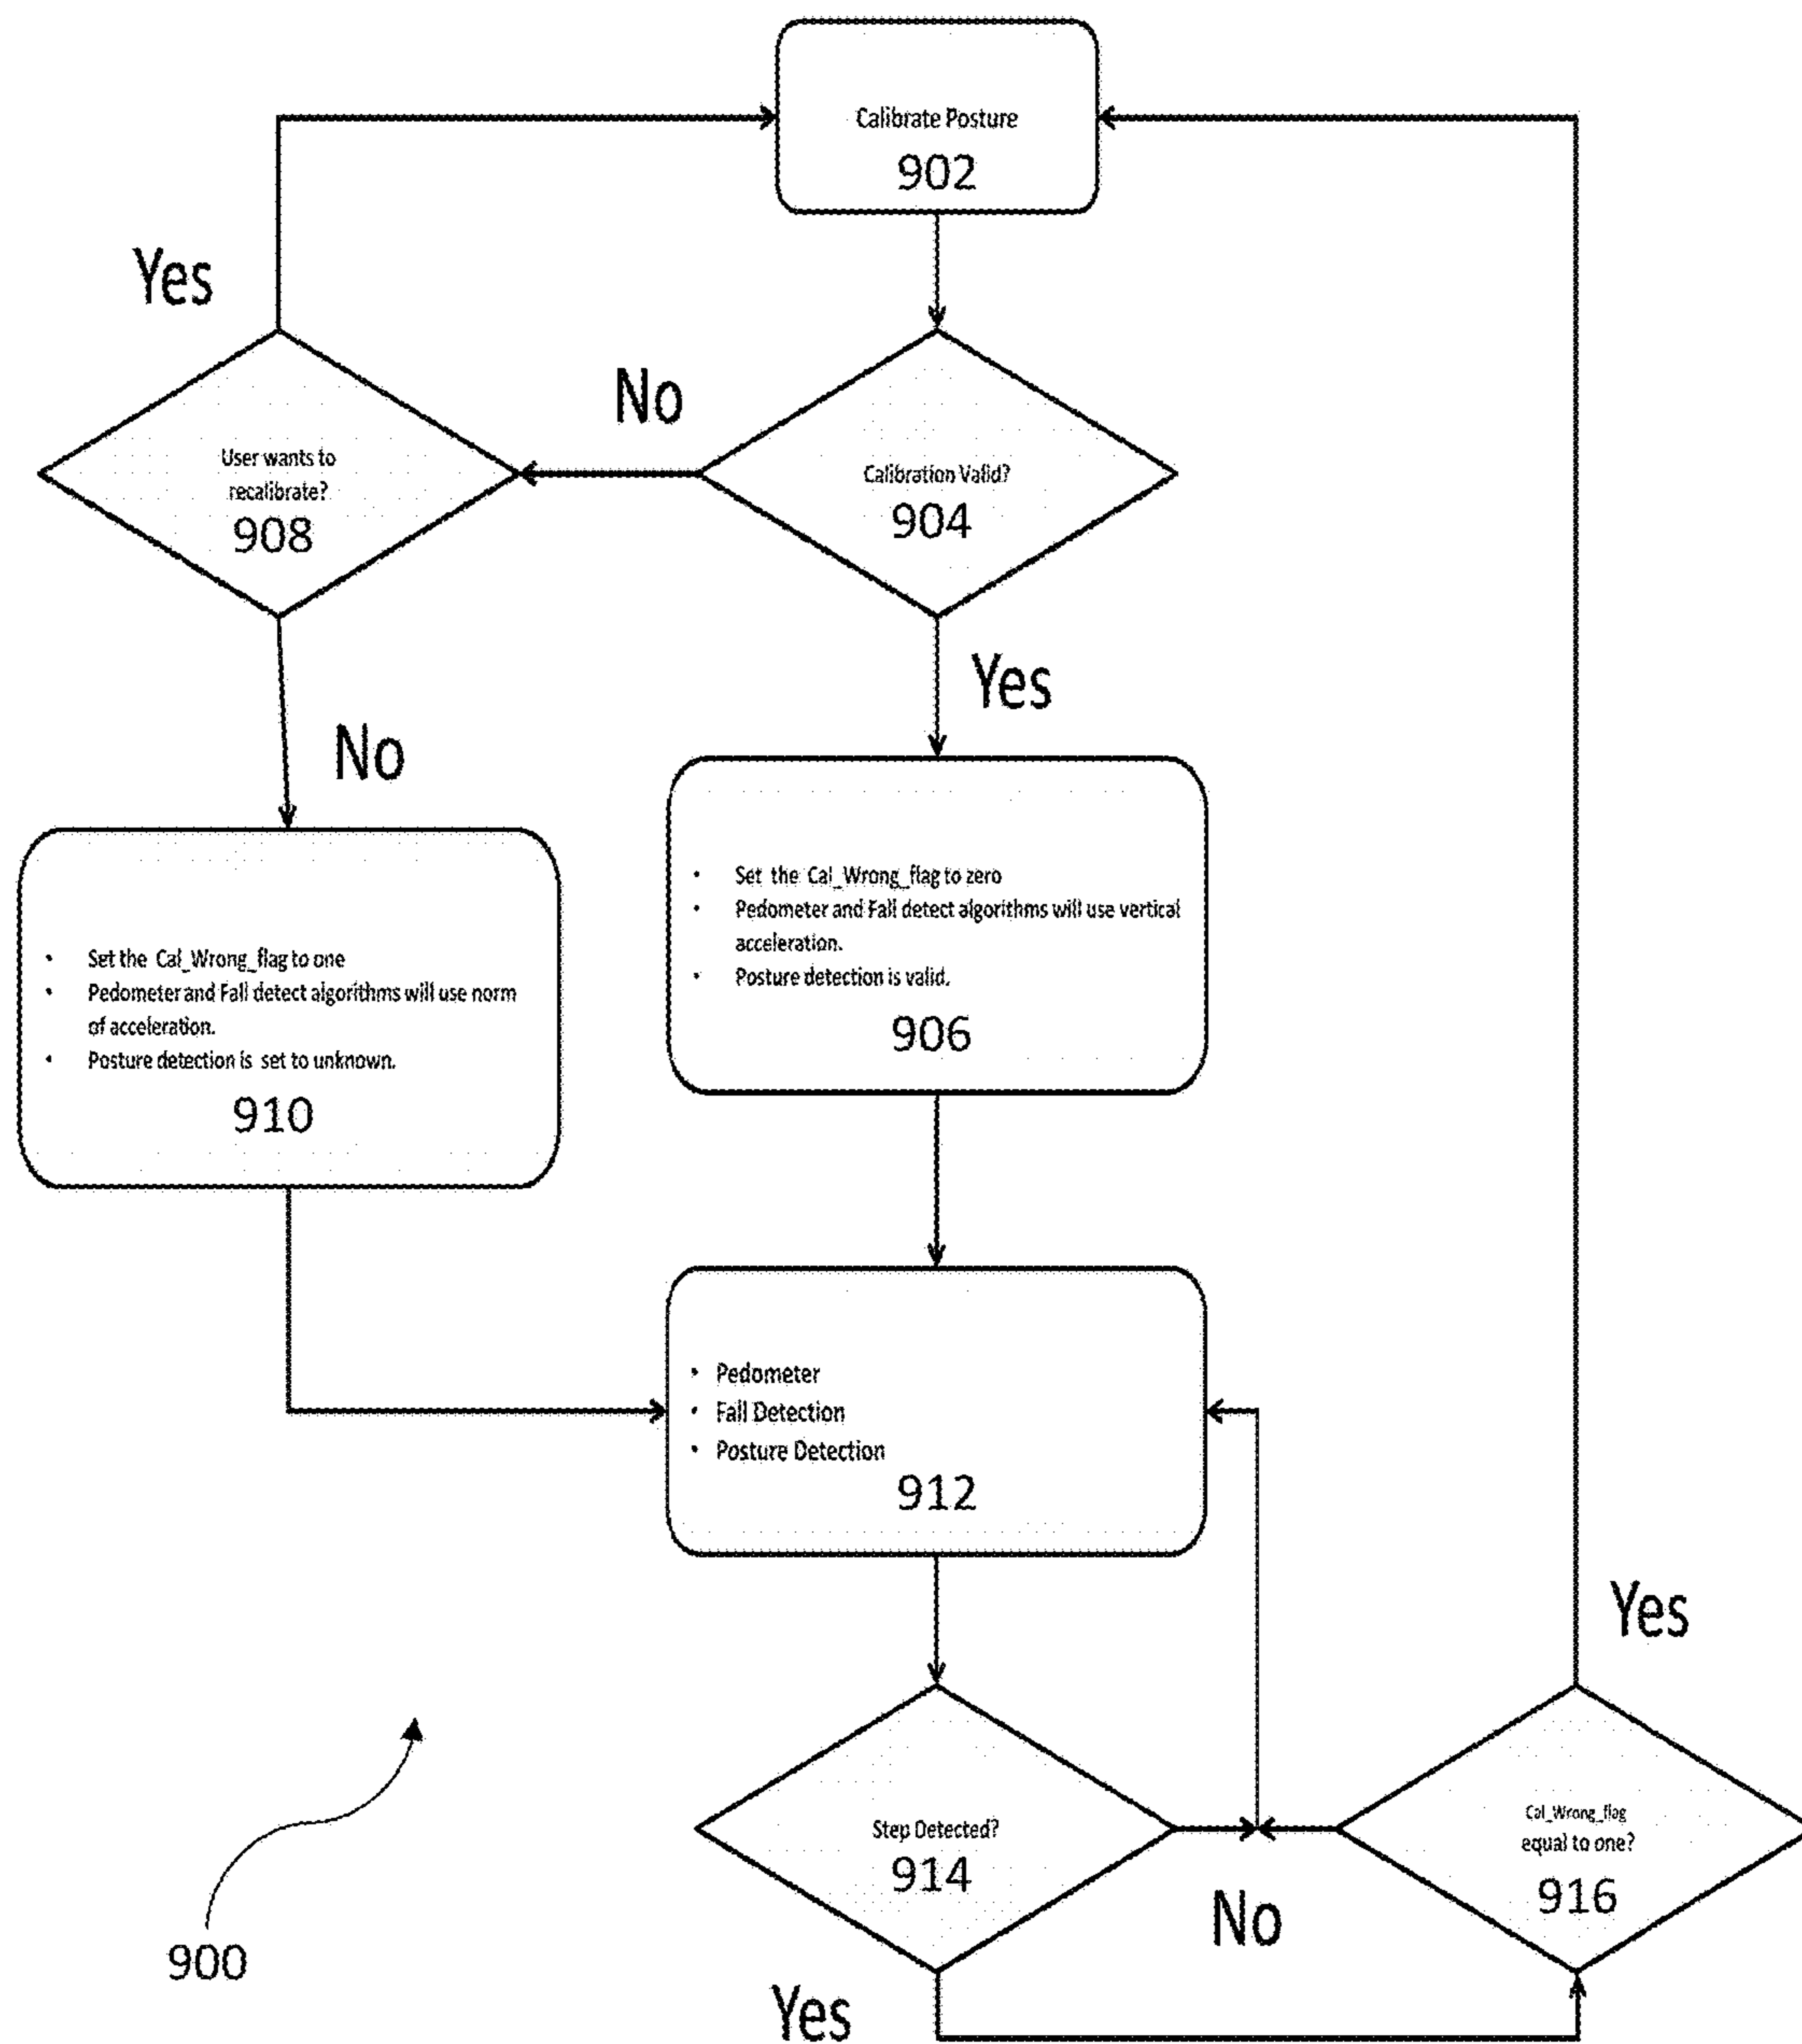 Calibrate Posture
902
Yes
No
User wants to
recalibrate?
908
Calibration Valid?
904
Yes
No
• Set the Cal_Wrong_flag to zero
• Pedometer and Fall detect algorithms will use vertical
acceleration.
• Posture detection is valid.
906
• Set the Cal_Wrong_flag to one
• Pedometer and Fall detect algorithms will use norm
of acceleration.
• Posture detection is set to unknown.
910
• Pedometer
• Fall Detection
• Posture Detection
912
Yes
Step Detected?
914
Cal_Wrong_flag
equal to one?
916
No
900
Yes